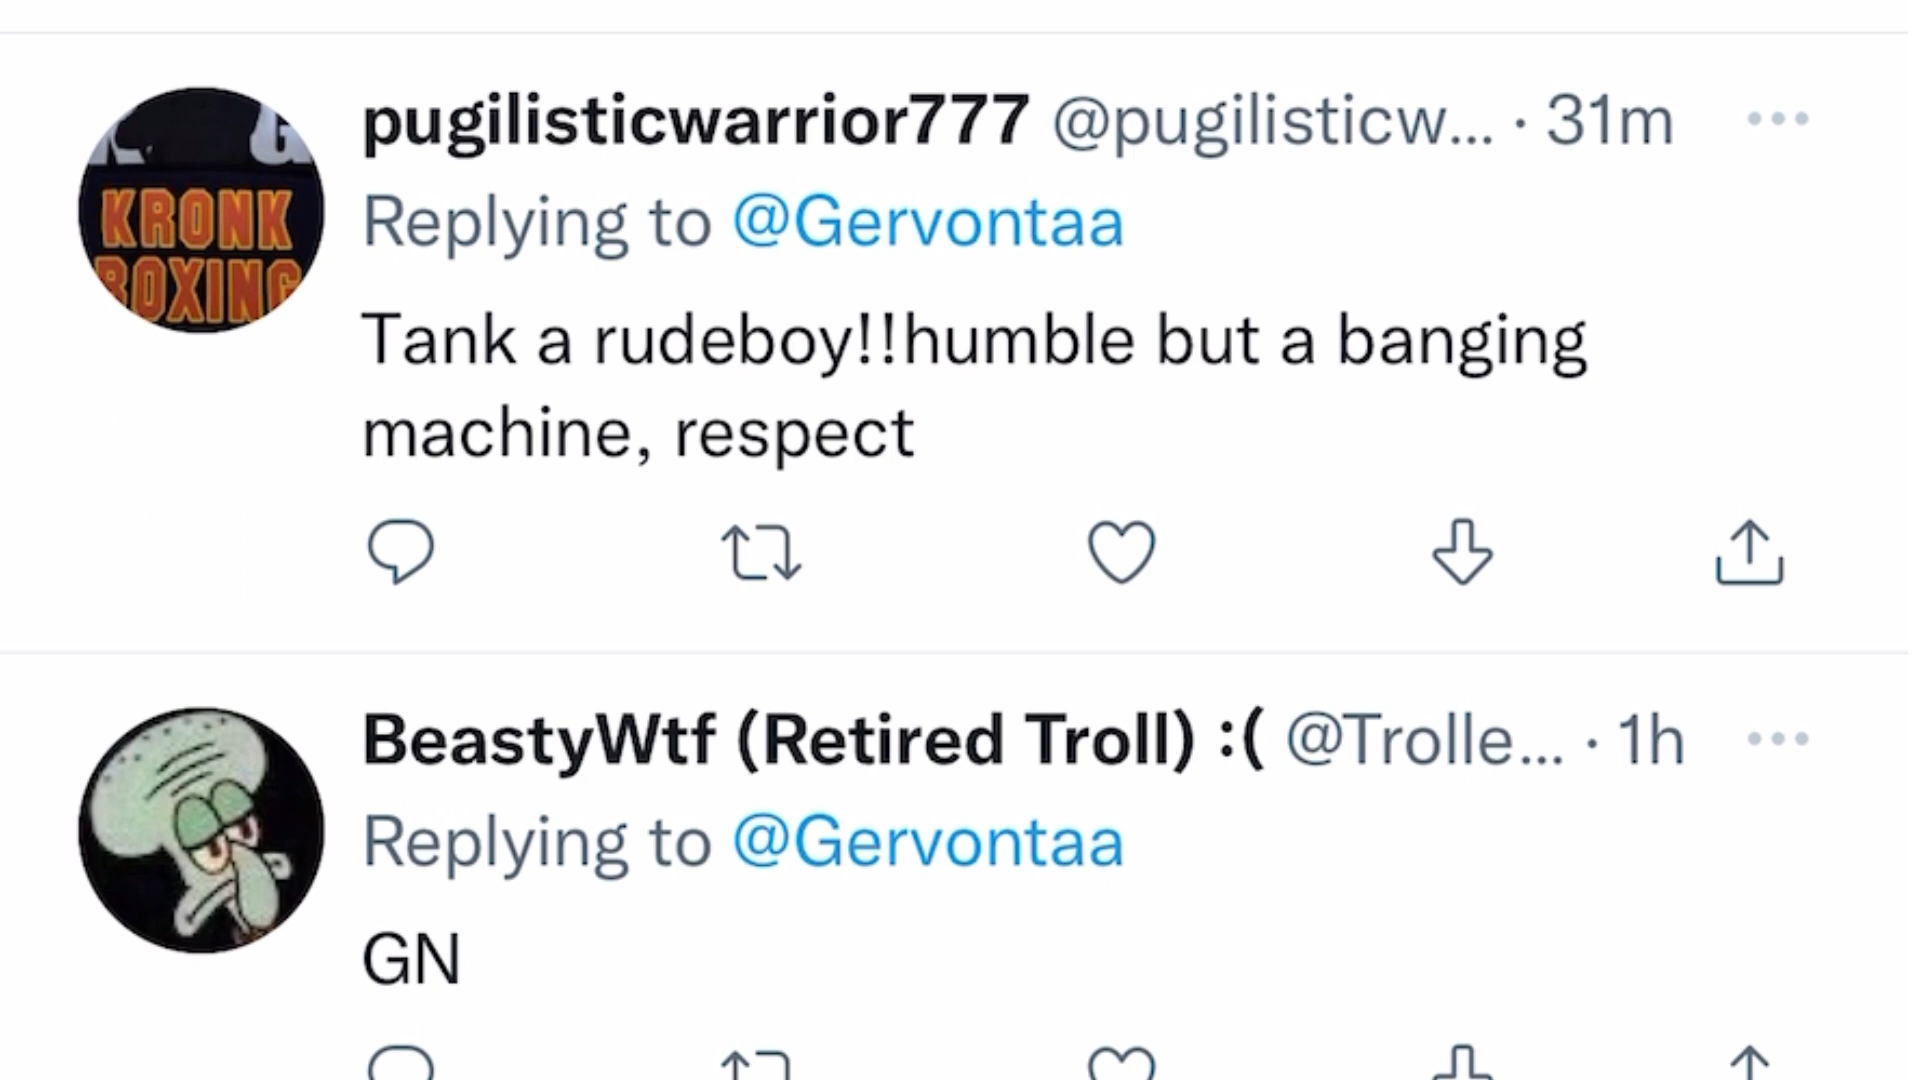 KRONK
BOXING
pugilisticwarrior777 @pugilisticw... · 31m
Replying to @Gervontaa
Tank a rudeboy!!humble but a banging
machine, respect
BeastyWtf (Retired Troll) :( @Trolle... · 1h
Replying to @Gervontaa
GN